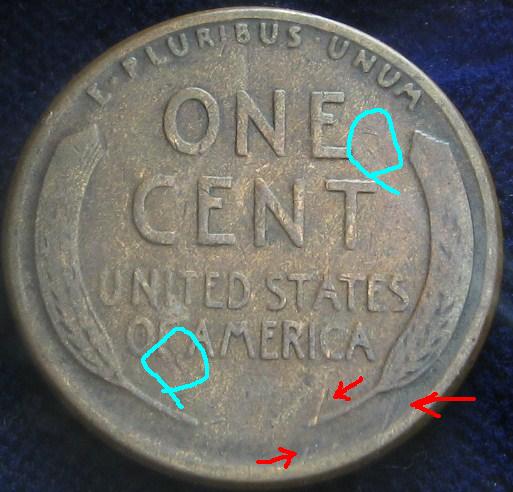 E·PLURIBUS·UNUM
ONE
CENT
UNITED STATES
OF AMERICA